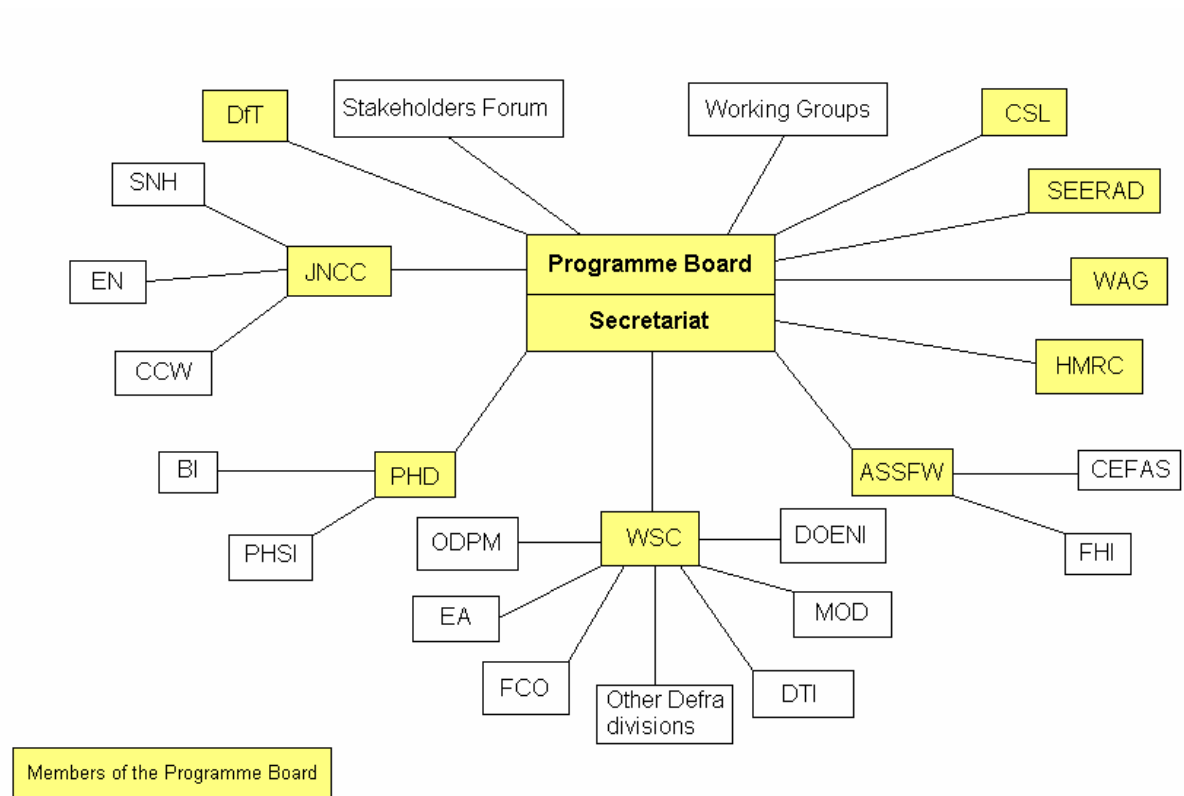 DfT
Stakeholders Forum
Working Groups
CSL
SNH
SEERAD
EN
JNCC
Programme Board
WAG
Secretariat
CCW
HMRC
BI
PHD
ASSFW
CEFAS
PHSI
ODPM
WSC
DOENI
FHI
EA
MOD
FCO
Other Defra
divisions
DTI
Members of the Programme Board